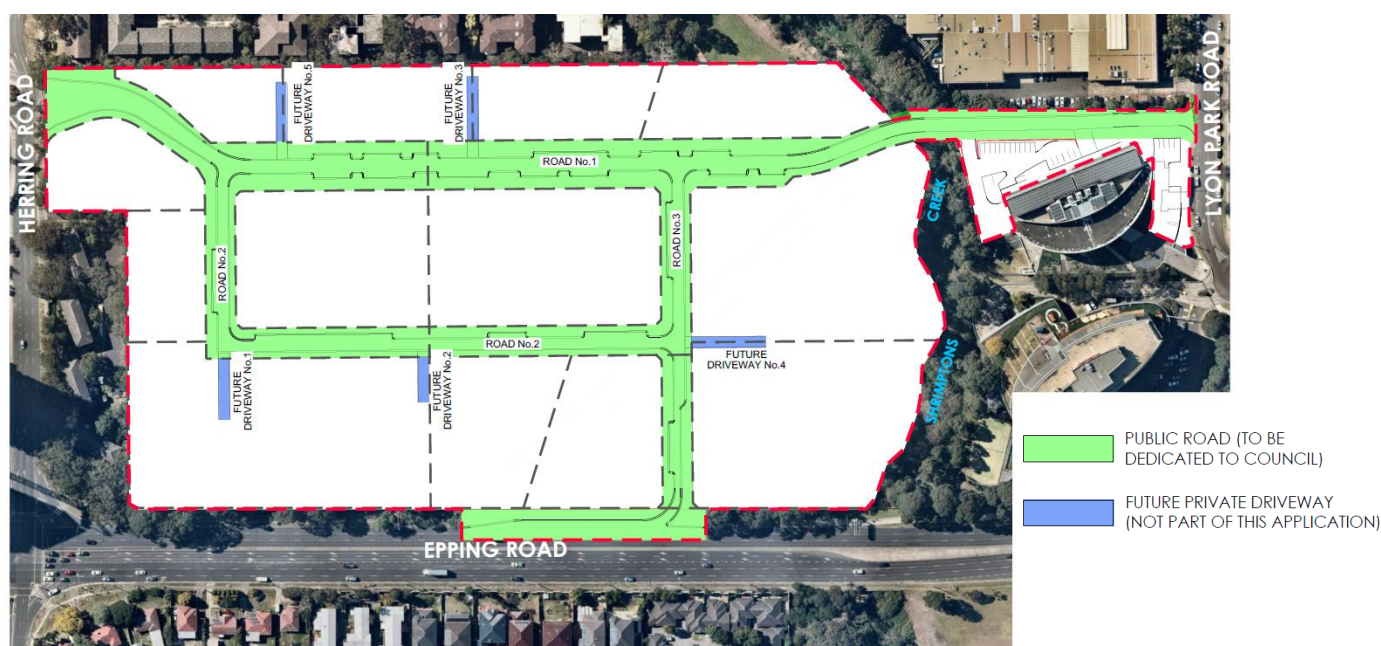 HERRING ROAD
FUTURE
DRIVEWAY No.5
FUTURE
DRIVEWAY No.3
ROAD No.1
LYON PARK ROAD
CREEK
ROAD No.2
ROAD No.3
ROAD No.2
SHRIMPTONS
FUTURE
DRIVEWAY No.1
FUTURE
DRIVEWAY No.2
FUTURE
DRIVEWAY No.4
EPPING ROAD
PUBLIC ROAD (TO BE
DEDICATED TO COUNCIL)
FUTURE PRIVATE DRIVEWAY
(NOT PART OF THIS APPLICATION)